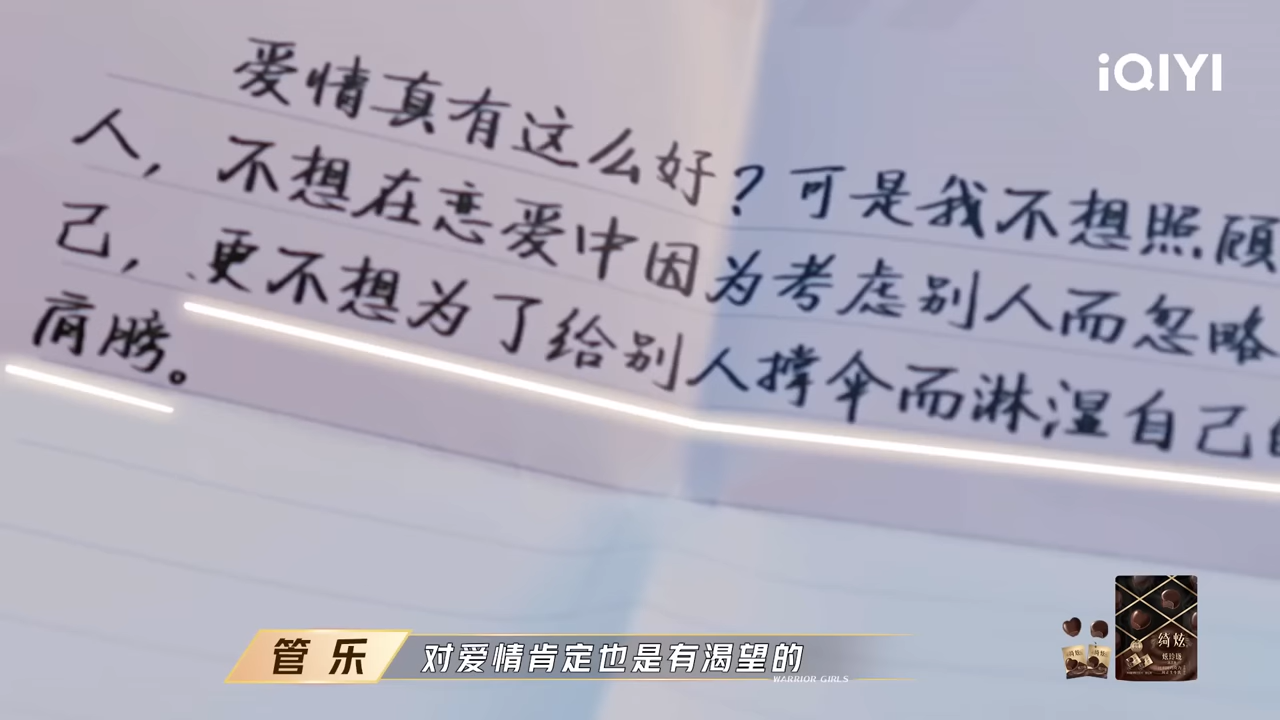 iQIYI
爱情真有这么好？可是我不想照顾
人，不想在恋爱中因为考虑别人而忽略
己，更不想为了给别人撑伞而淋湿自己
肩膀。
管乐
对爱情肯定也是有渴望的
WARRIOR GIRLS
绮炫